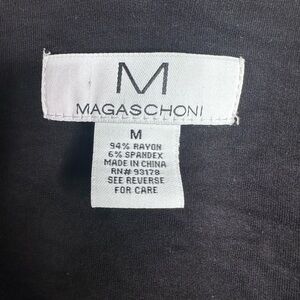 M
MAGASCHONI
M
94% RAYON
6% SPANDEX
MADE IN CHINA
RN# 93178
SEE REVERSE
FOR CARE